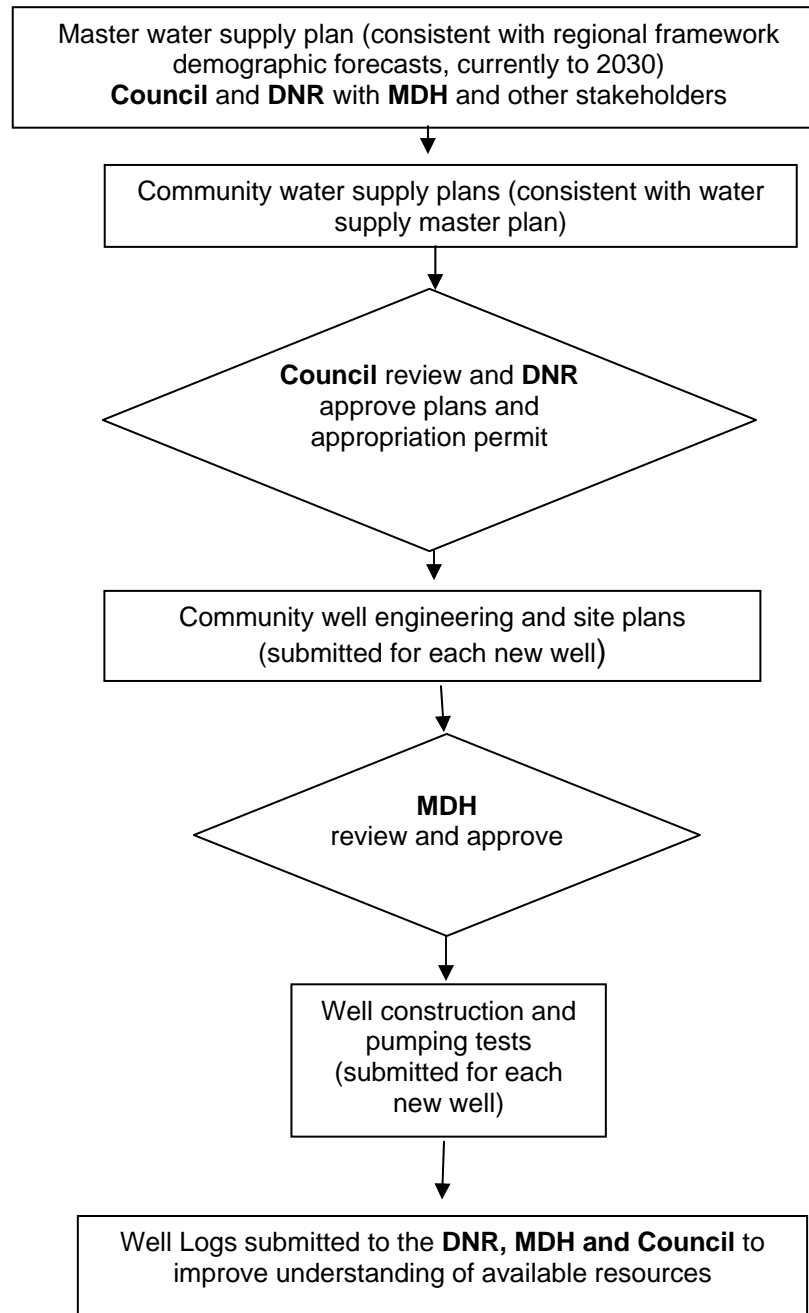 Master water supply plan (consistent with regional framework
demographic forecasts, currently to 2030)
Council and DNR with MDH and other stakeholders
Community water supply plans (consistent with water
supply master plan)
Council review and DNR
approve plans and
appropriation permit
Community well engineering and site plans
(submitted for each new well)
MDH
review and approve
Well construction and
pumping tests
(submitted for each
new well)
Well Logs submitted to the DNR, MDH and Council to
improve understanding of available resources